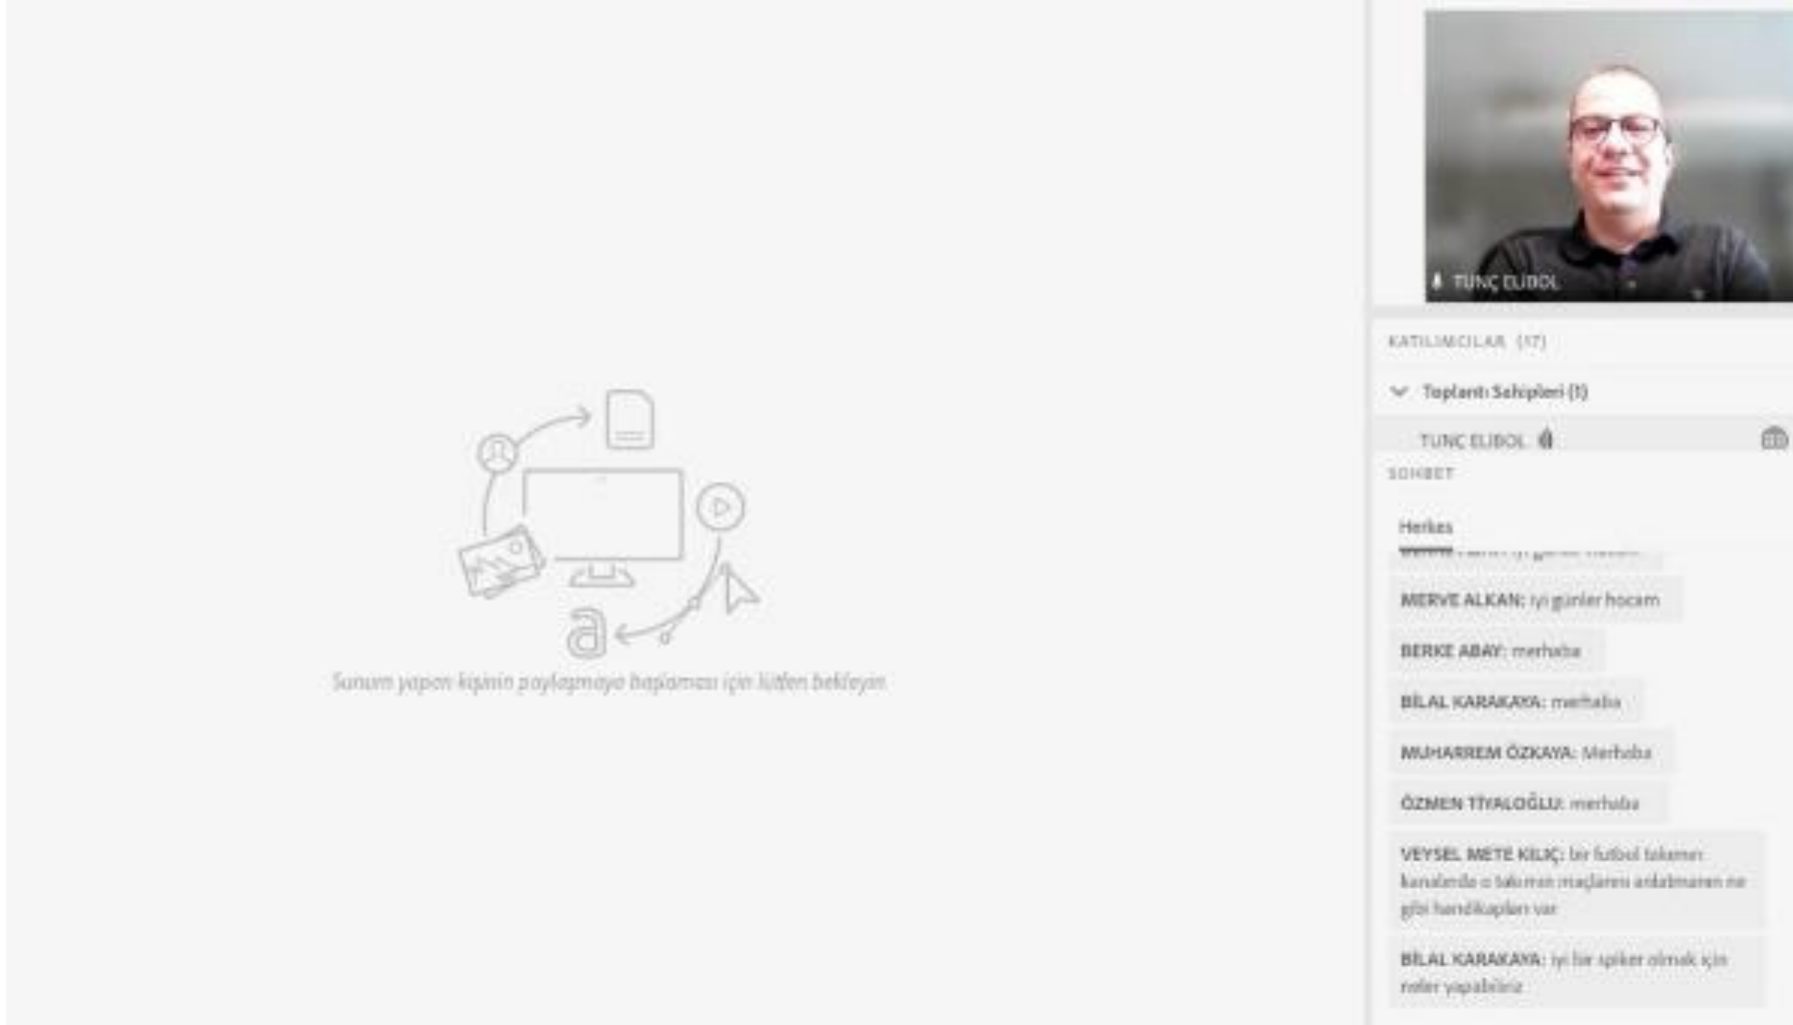 TUNÇ ELİBOL
KATILIMCILAR (17)
Toplantı Sahipleri (1)
TUNÇ ELİBOL
SOHBET
Herkes
MERVE ALKAN: iyi günler hocam
BERKE ABAY: merhaba
BİLAL KARAKAYA: merhaba
MUHARREM ÖZKAYA: Merhaba
ÖZMEN TİYALOĞLU: merhaba
VEYSEL METE KILIÇ: bir futbol takımın
kanalında o takımın maçlarını anlatmanın ne
gibi handikapları var
BİLAL KARAKAYA: iyi bir spiker olmak için
neler yapabiliriz
a
Sunum yapan kişinin paylaşmaya başlaması için lütfen bekleyin